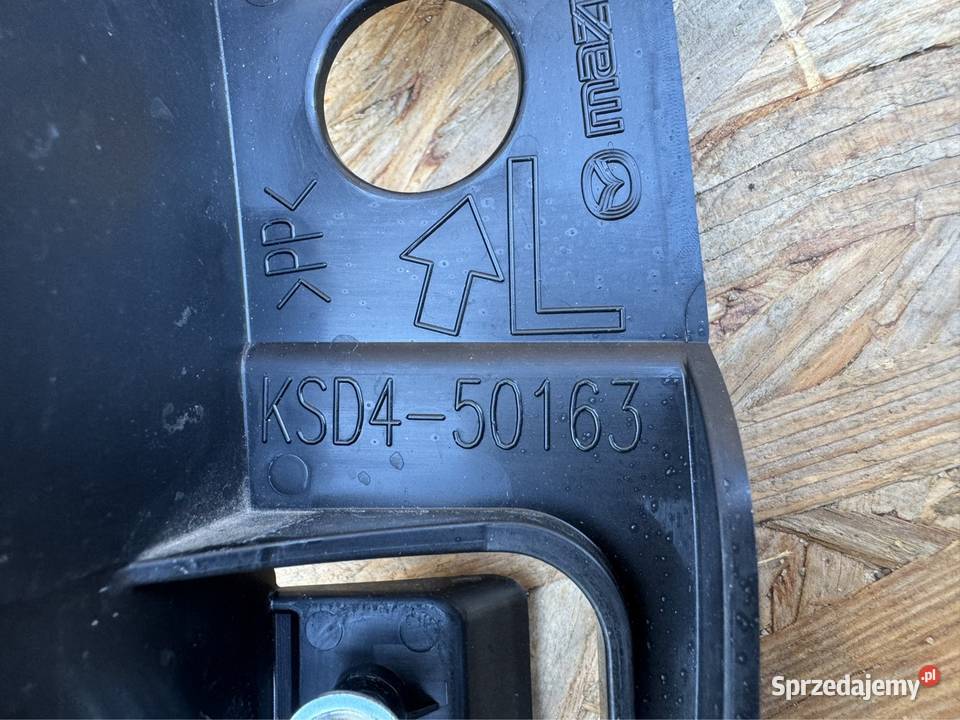 mazda
>PP<
L
KSD4-50163
Sprzedajemy.pl